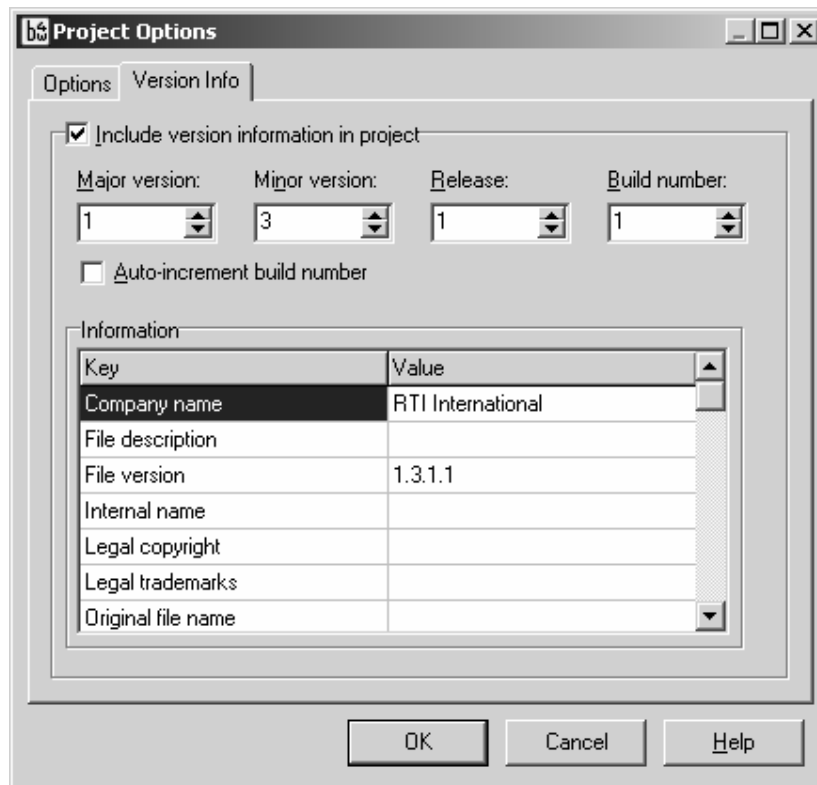 Project Options
Options Version Info
Include version information in project
Major version: Minor version: Release: Build number:
1 3 1 1
Auto-increment build number
Information
Key Value
Company name RTI International
File description
File version 1.3.1.1
Internal name
Legal copyright
Legal trademarks
Original file name
OK Cancel Help